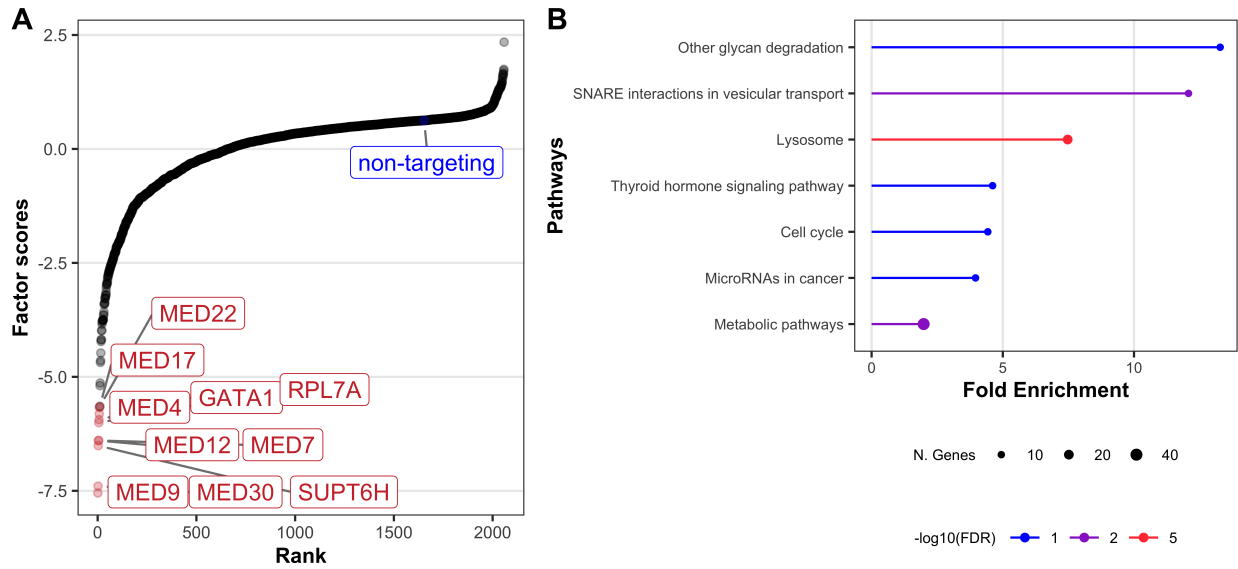 A
Factor scores
2.5
0.0
-2.5
-5.0
-7.5
non-targeting
MED22
MED17
RPL7A
GATA1
MED4
MED12
MED7
MED9
MED30
SUPT6H
0
500
1000
1500
2000
Rank
B
Pathways
Other glycan degradation
SNARE interactions in vesicular transport
Lysosome
Thyroid hormone signaling pathway
Cell cycle
MicroRNAs in cancer
Metabolic pathways
0
5
10
Fold Enrichment
N. Genes 10 20 40
-log10(FDR) 1 2 5